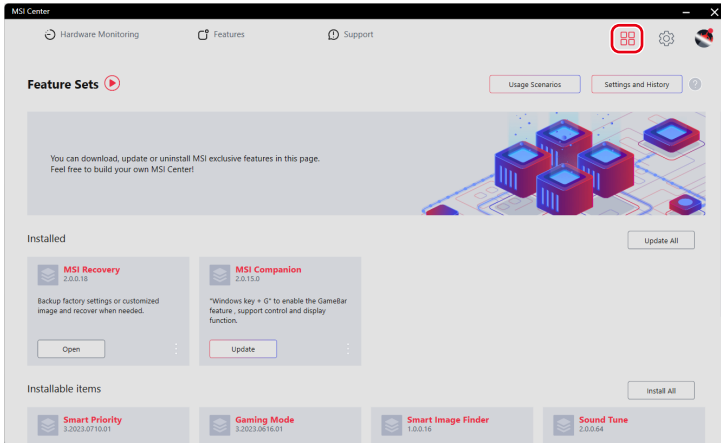 MSI Center
Hardware Monitoring
Features
Support
Feature Sets
Usage Scenarios
Settings and History
?
You can download, update or uninstall MSI exclusive features in this page.
Feel free to build your own MSI Center!
Installed
Update All
MSI Recovery
2.0.0.18
Backup factory settings or customized
image and recover when needed.
Open
MSI Companion
2.0.15.0
"Windows key + G" to enable the GameBar
feature , support control and display
function.
Update
Installable items
Install All
Smart Priority
3.2023.0710.01
Gaming Mode
3.2023.0616.01
Smart Image Finder
1.0.0.16
Sound Tune
2.0.0.64